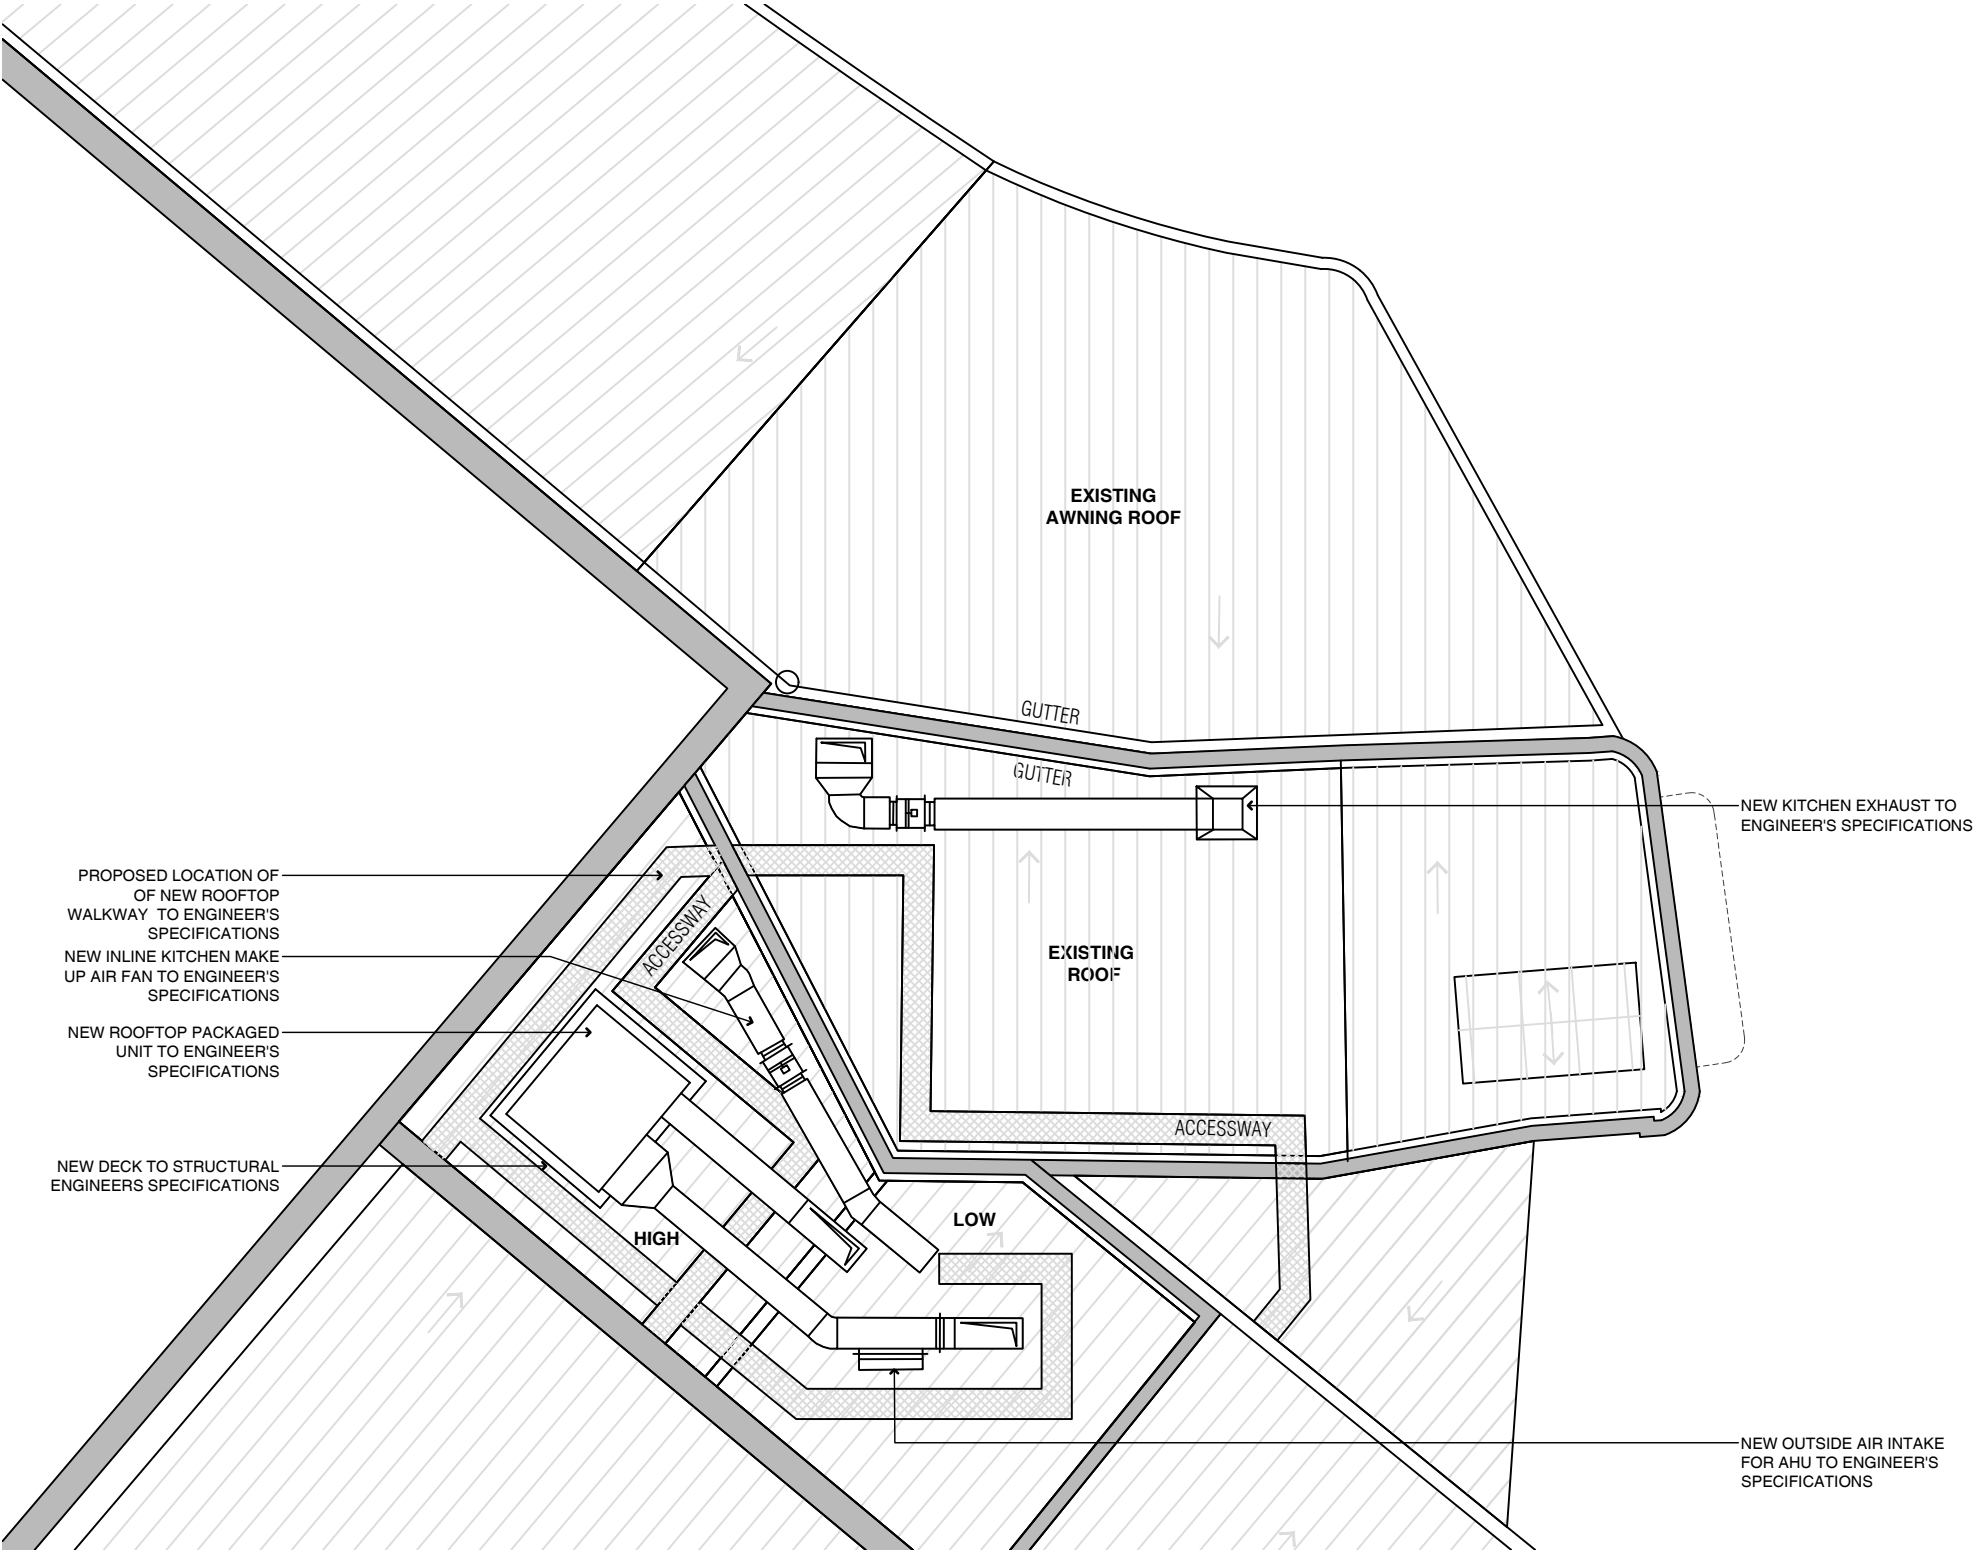 EXISTING
AWNING ROOF
GUTTER
GUTTER
NEW KITCHEN EXHAUST TO
ENGINEER'S SPECIFICATIONS
PROPOSED LOCATION OF
OF NEW ROOFTOP
WALKWAY TO ENGINEER'S
SPECIFICATIONS
ACCESSWAY
NEW INLINE KITCHEN MAKE
UP AIR FAN TO ENGINEER'S
SPECIFICATIONS
EXISTING
ROOF
NEW ROOFTOP PACKAGED
UNIT TO ENGINEER'S
SPECIFICATIONS
ACCESSWAY
NEW DECK TO STRUCTURAL
ENGINEERS SPECIFICATIONS
LOW
HIGH
NEW OUTSIDE AIR INTAKE
FOR AHU TO ENGINEER'S
SPECIFICATIONS